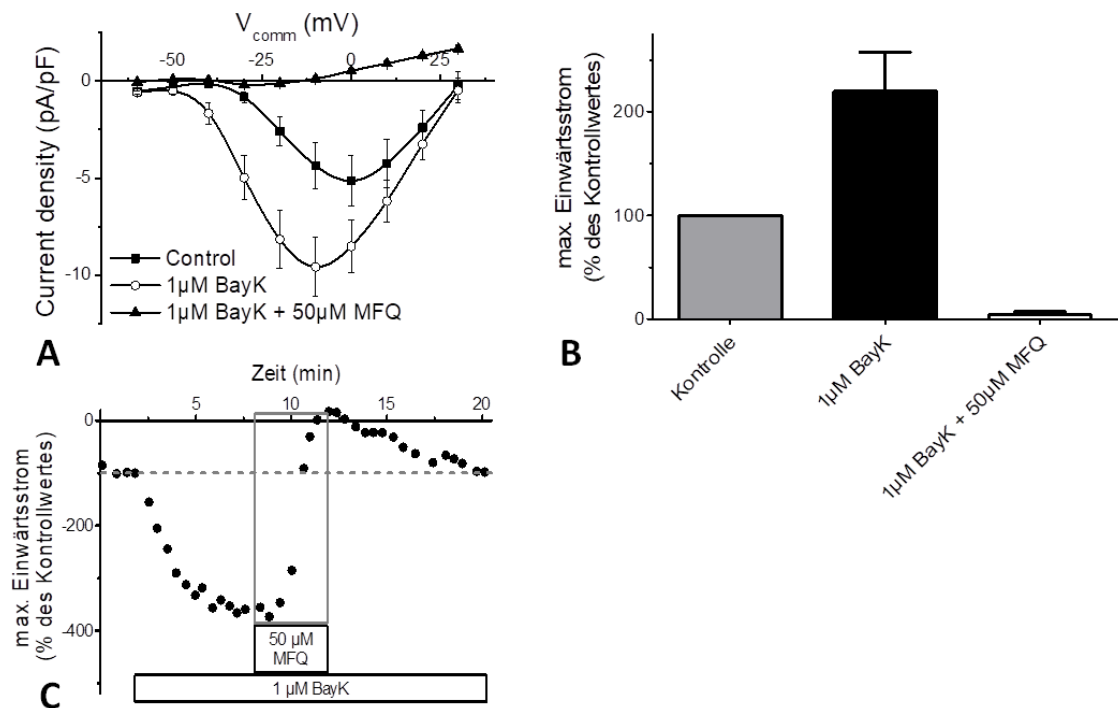 V_comm (mV)
-50 -25 0 25
0
-5
-10
Current density (pA/pF)
Control
1µM BayK
1µM BayK + 50µM MFQ
A
200
100
0
max. Einwärtsstrom
(% des Kontrollwertes)
Kontrolle
1µM BayK
1µM BayK + 50µM MFQ
B
Zeit (min)
5 10 15 20
0
-200
-400
max. Einwärtsstrom
(% des Kontrollwertes)
50 µM
MFQ
1 µM BayK
C